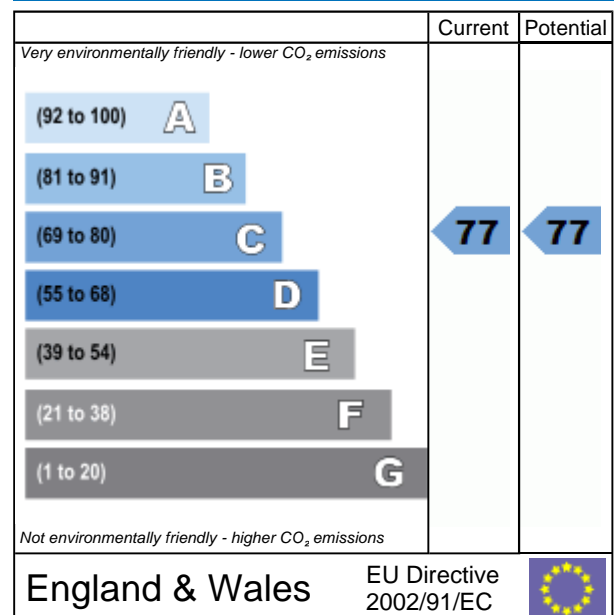 Current Potential
Very environmentally friendly - lower CO₂ emissions
(92 to 100) A
(81 to 91) B
(69 to 80) C 77 77
(55 to 68) D
(39 to 54) E
(21 to 38) F
(1 to 20) G
Not environmentally friendly - higher CO₂ emissions
England & Wales
EU Directive
2002/91/EC